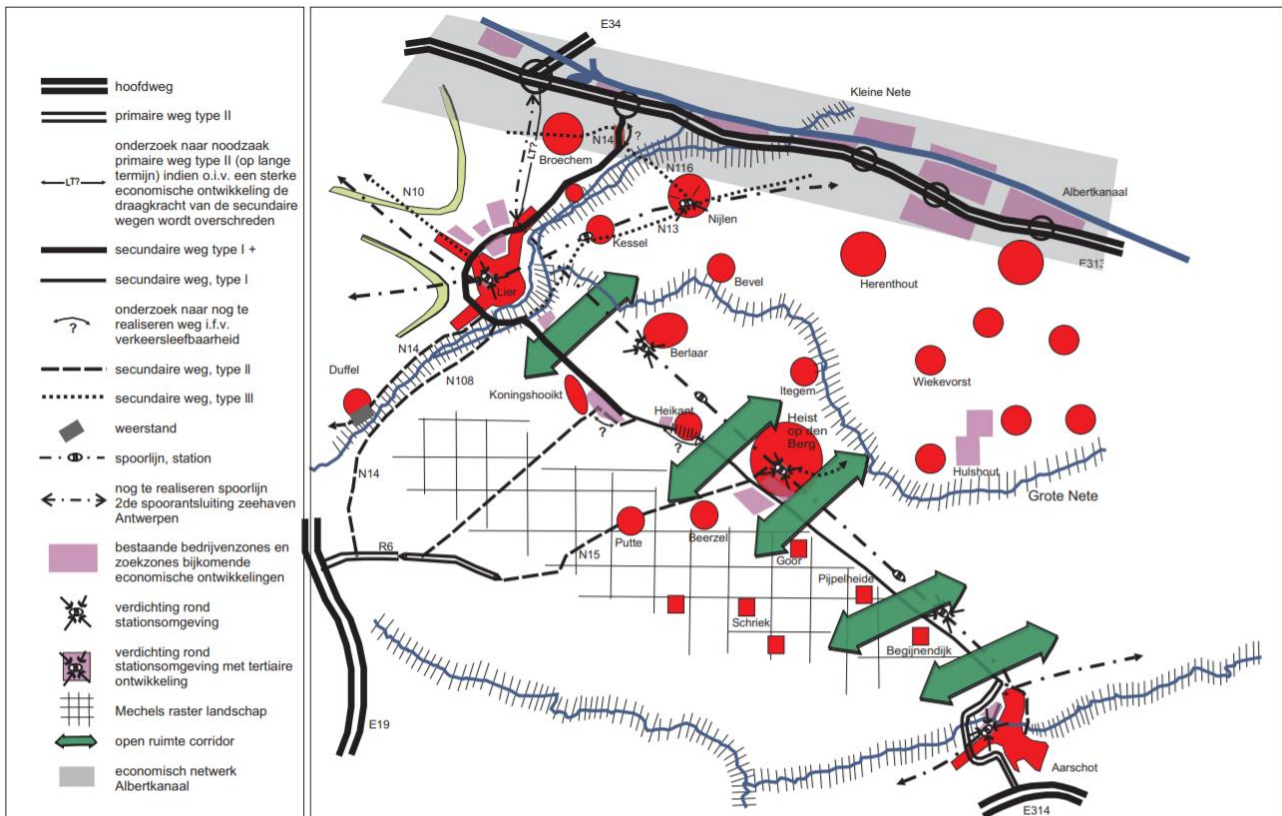 hoofdweg
primaire weg type II
LT?
onderzoek naar noodzaak
primaire weg type II (op lange
termijn) indien o.i.v. een sterke
economische ontwikkeling de
draagkracht van de secundaire
wegen wordt overschreden
secundaire weg type I +
secundaire weg, type I
?
onderzoek naar nog te
realiseren weg i.f.v.
verkeersleefbaarheid
secundaire weg, type II
secundaire weg, type III
weerstand
spoorlijn, station
nog te realiseren spoorlijn
2de spoorantsluiting zeehaven
Antwerpen
bestaande bedrijvenzones en
zoekzones bijkomende
economische ontwikkelingen
verdichting rond
stationsomgeving
verdichting rond
stationsomgeving met tertiaire
ontwikkeling
Mechels raster landschap
open ruimte corridor
economisch netwerk
Albertkanaal
E34
Kleine Nete
N14
?
Broechem
LT?
N116
N10
Albertkanaal
Nijlen
N13
Kessel
E313
Lier
Bevel
Herenthout
N14
Duffel
N108
Berlaar
Koningshooikt
Itegem
Wiekevorst
Heikant
Heist
op den
Berg
?
?
Hulshout
N14
Grote Nete
Putte
Beerzel
R6
N15
Goor
Pijpelheide
Schriek
Begijnendijk
E19
Aarschot
E314